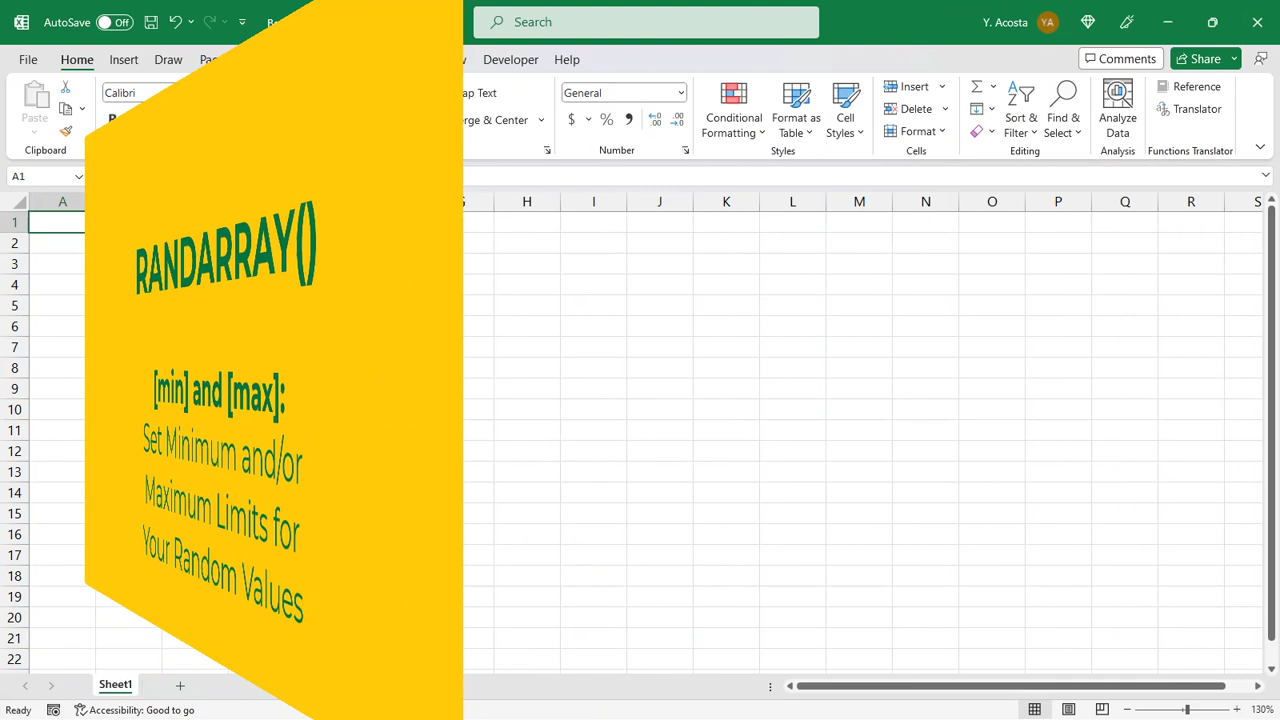 AutoSave Off
Search
Y. Acosta YA
File Home Insert Draw Developer Help Comments Share
Calibri
General
Insert
Reference
Delete
Translator
Format
Paste
$ %
Conditional Formatting
Format as Table
Cell Styles
Sort & Filter
Find & Select
Analyze Data
Clipboard Number Styles Cells Editing Analysis Functions Translator
A1
A H I J K L M N O P Q R S
1
2
3
4
5
6
7
8
9
10
11
12
13
14
15
16
17
18
19
20
21
22
RANDARRAY()
[min] and [max]:
Set Minimum and/or
Maximum Limits for
Your Random Values
Sheet1
Ready Accessibility: Good to go 130%